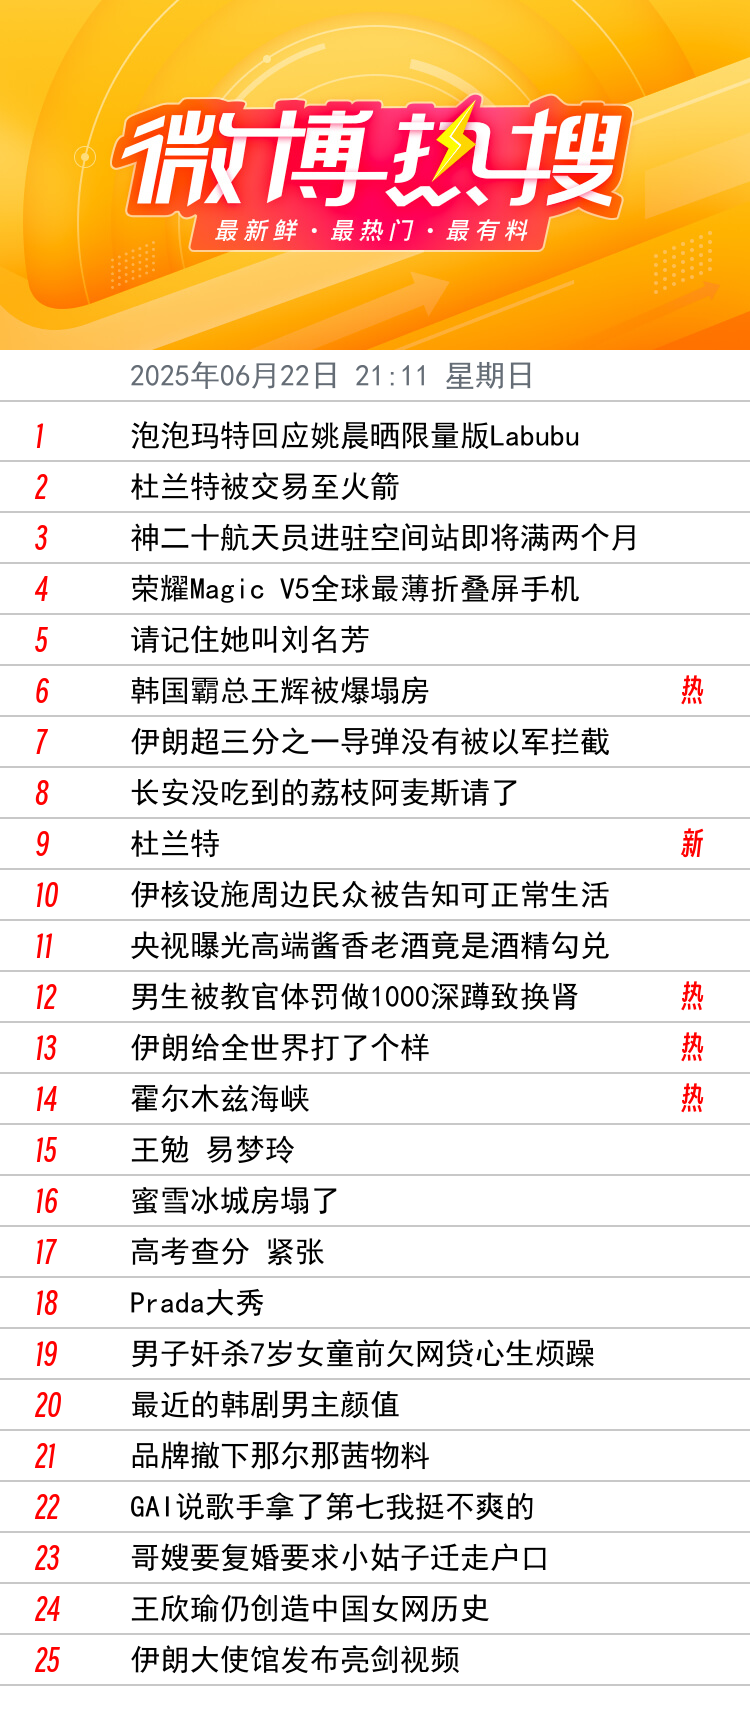 微博热搜
最新鲜·最热门·最有料
2025年06月22日 21:11 星期日
1 泡泡玛特回应姚晨晒限量版Labubu
2 杜兰特被交易至火箭
3 神二十航天员进驻空间站即将满两个月
4 荣耀Magic V5全球最薄折叠屏手机
5 请记住她叫刘名芳
6 韩国霸总王辉被爆塌房 热
7 伊朗超三分之一导弹没有被以军拦截
8 长安没吃到的荔枝阿麦斯请了
9 杜兰特 新
10 伊核设施周边民众被告知可正常生活
11 央视曝光高端酱香老酒竟是酒精勾兑
12 男生被教官体罚做1000深蹲致换肾 热
13 伊朗给全世界打了个样 热
14 霍尔木兹海峡 热
15 王勉 易梦玲
16 蜜雪冰城房塌了
17 高考查分 紧张
18 Prada大秀
19 男子奸杀7岁女童前欠网贷心生烦躁
20 最近的韩剧男主颜值
21 品牌撤下那尔那茜物料
22 GAI说歌手拿了第七我挺不爽的
23 哥嫂要复婚要求小姑子迁走户口
24 王欣瑜仍创造中国女网历史
25 伊朗大使馆发布亮剑视频